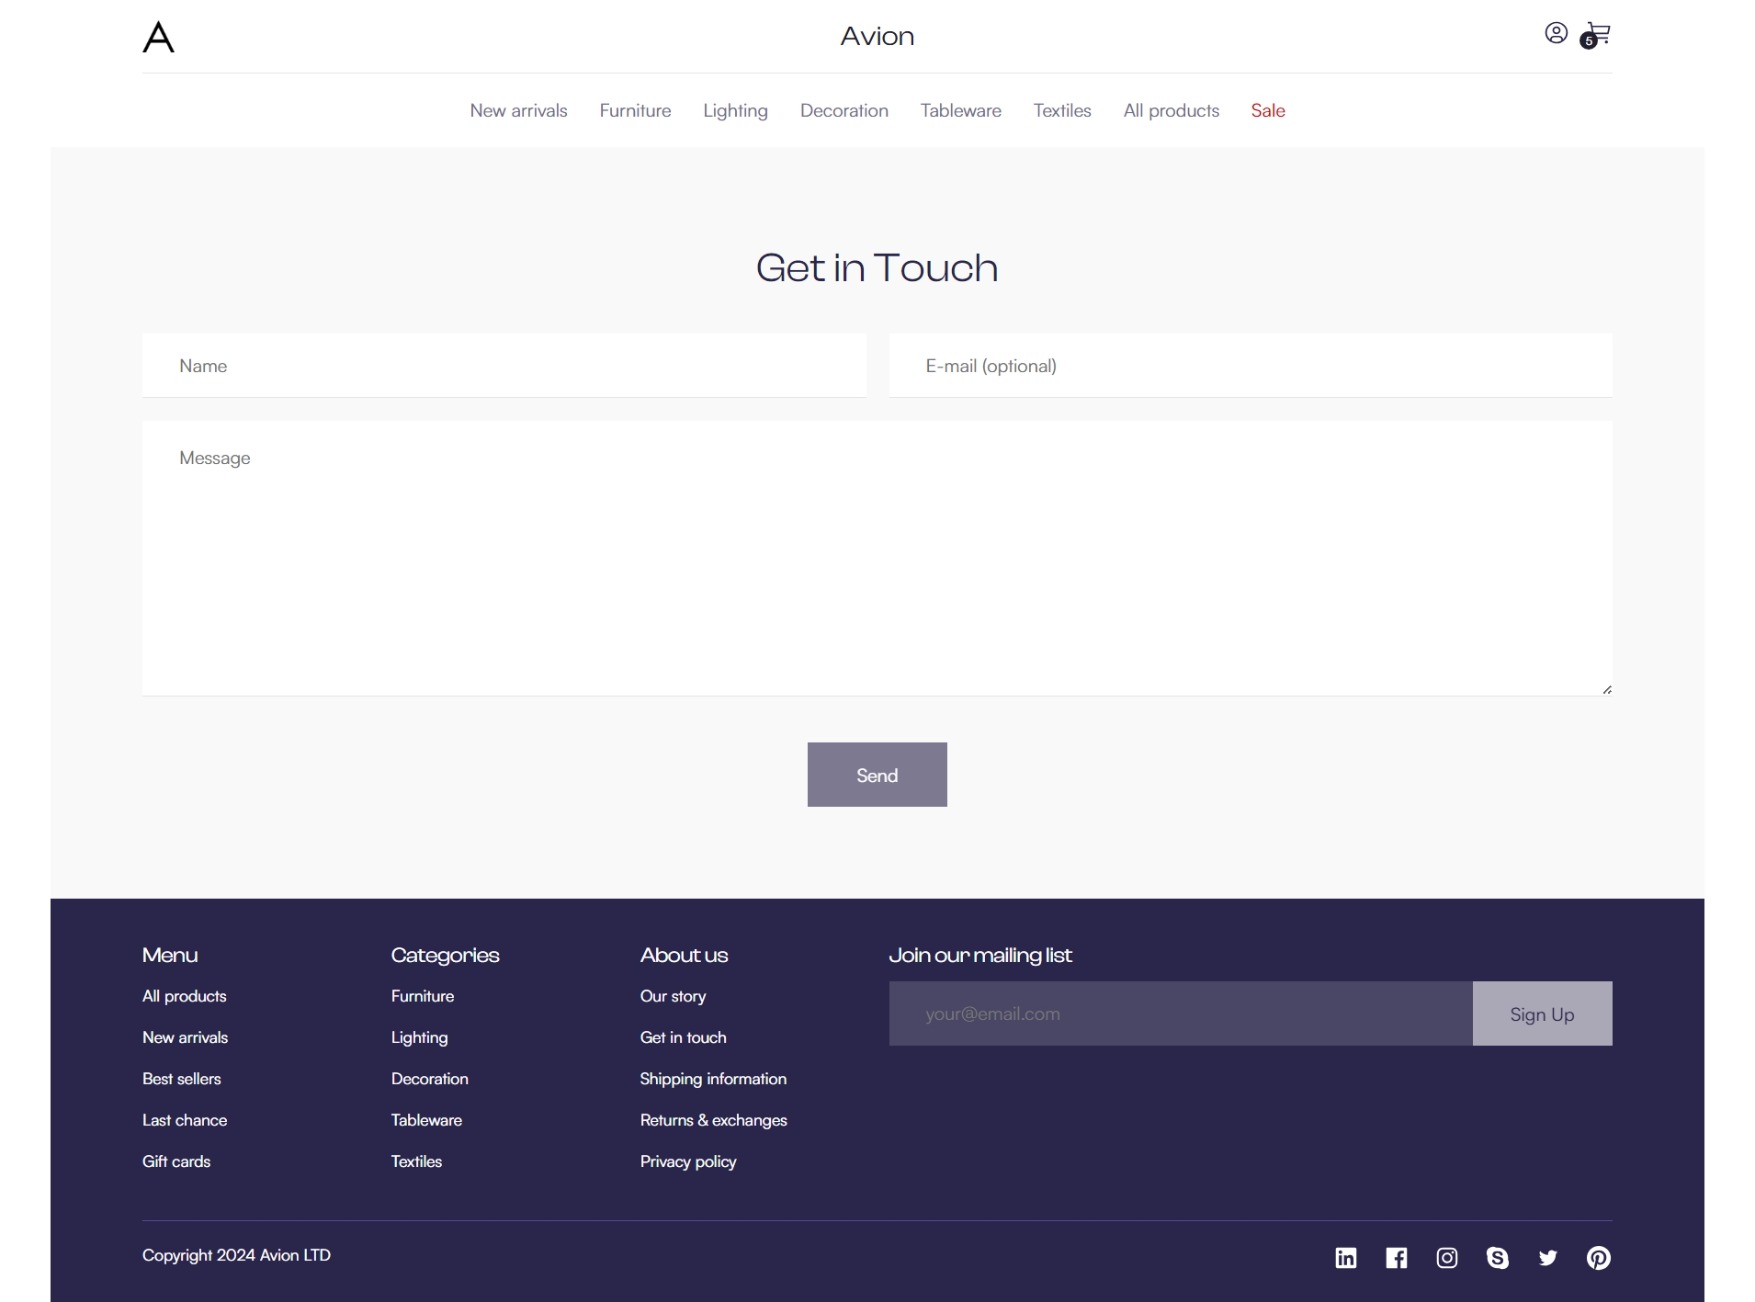 A
Avion
5
New arrivals Furniture Lighting Decoration Tableware Textiles All products Sale
Get in Touch
Name
E-mail (optional)
Message
Send
Menu
All products
New arrivals
Best sellers
Last chance
Gift cards
Categories
Furniture
Lighting
Decoration
Tableware
Textiles
About us
Our story
Get in touch
Shipping information
Returns & exchanges
Privacy policy
Join our mailing list
your@email.com
Sign Up
Copyright 2024 Avion LTD